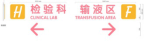 H 检验科 输液区 F
CLINICAL LAB TRANSFUSION AREA